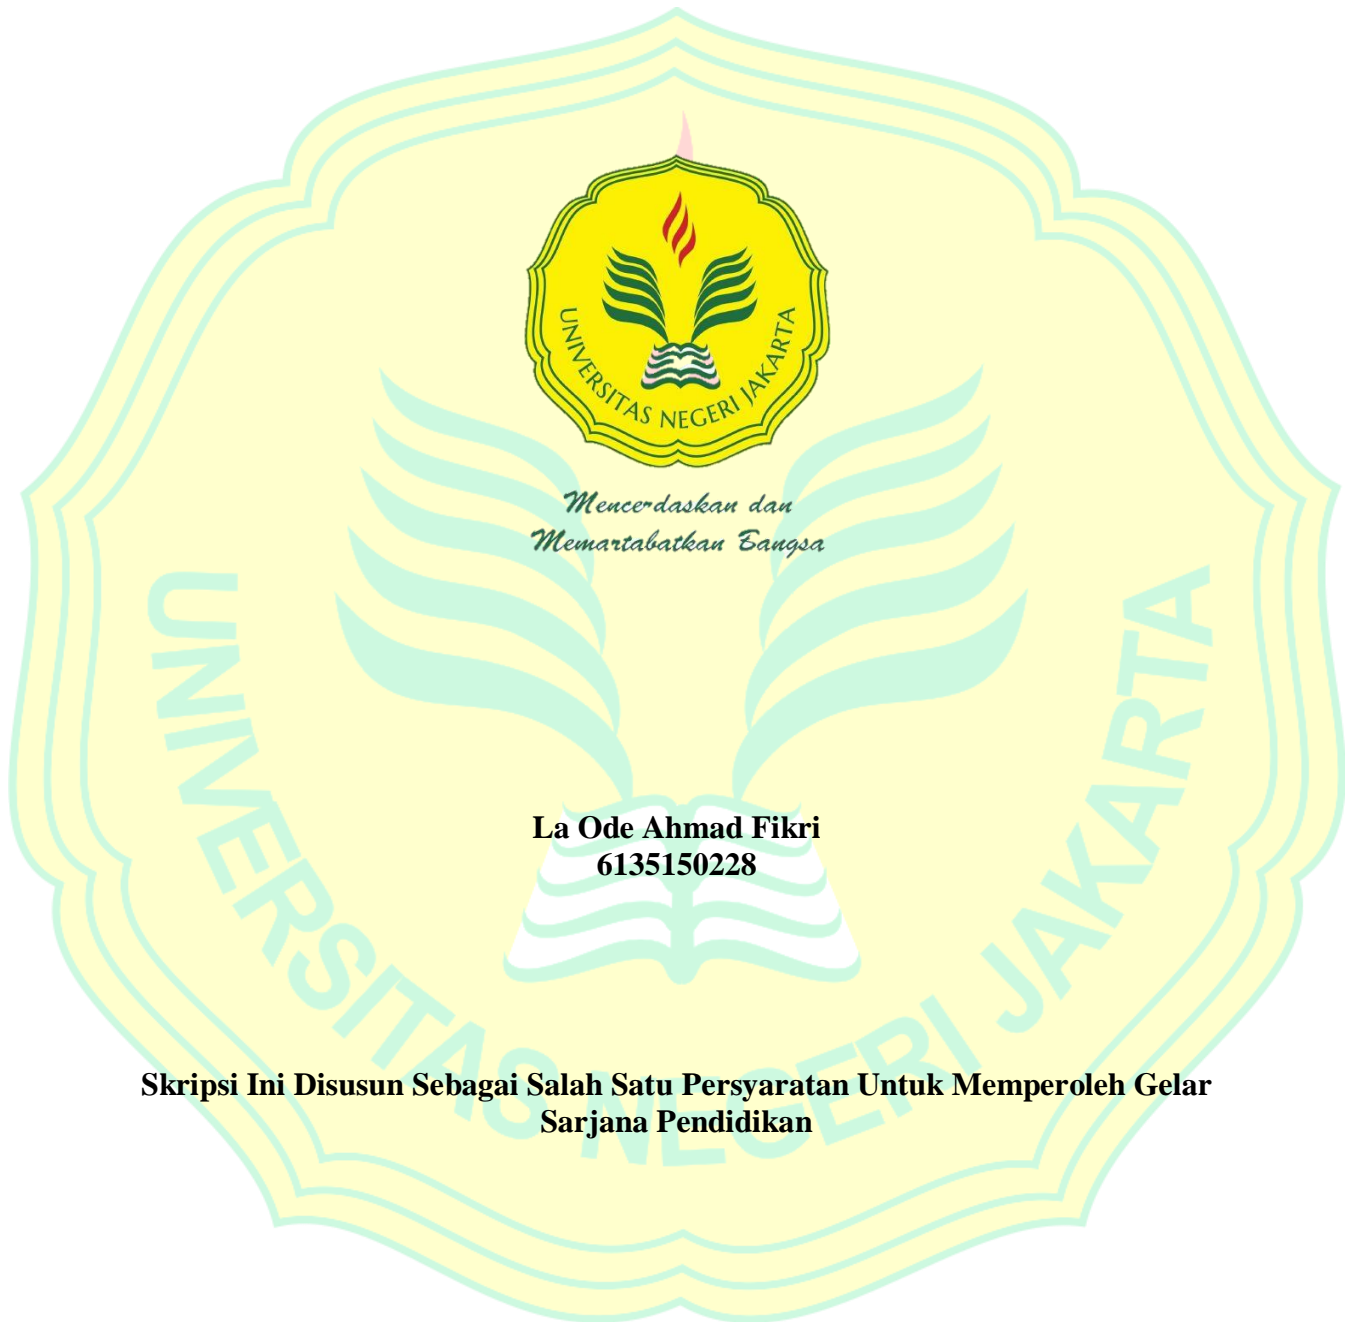 UNIVERSITAS NEGERI JAKARTA
Mencerdaskan dan
Memartabatkan Bangsa
La Ode Ahmad Fikri
6135150228
Skripsi Ini Disusun Sebagai Salah Satu Persyaratan Untuk Memperoleh Gelar
Sarjana Pendidikan
UNIVERSITAS NEGERI JAKARTA